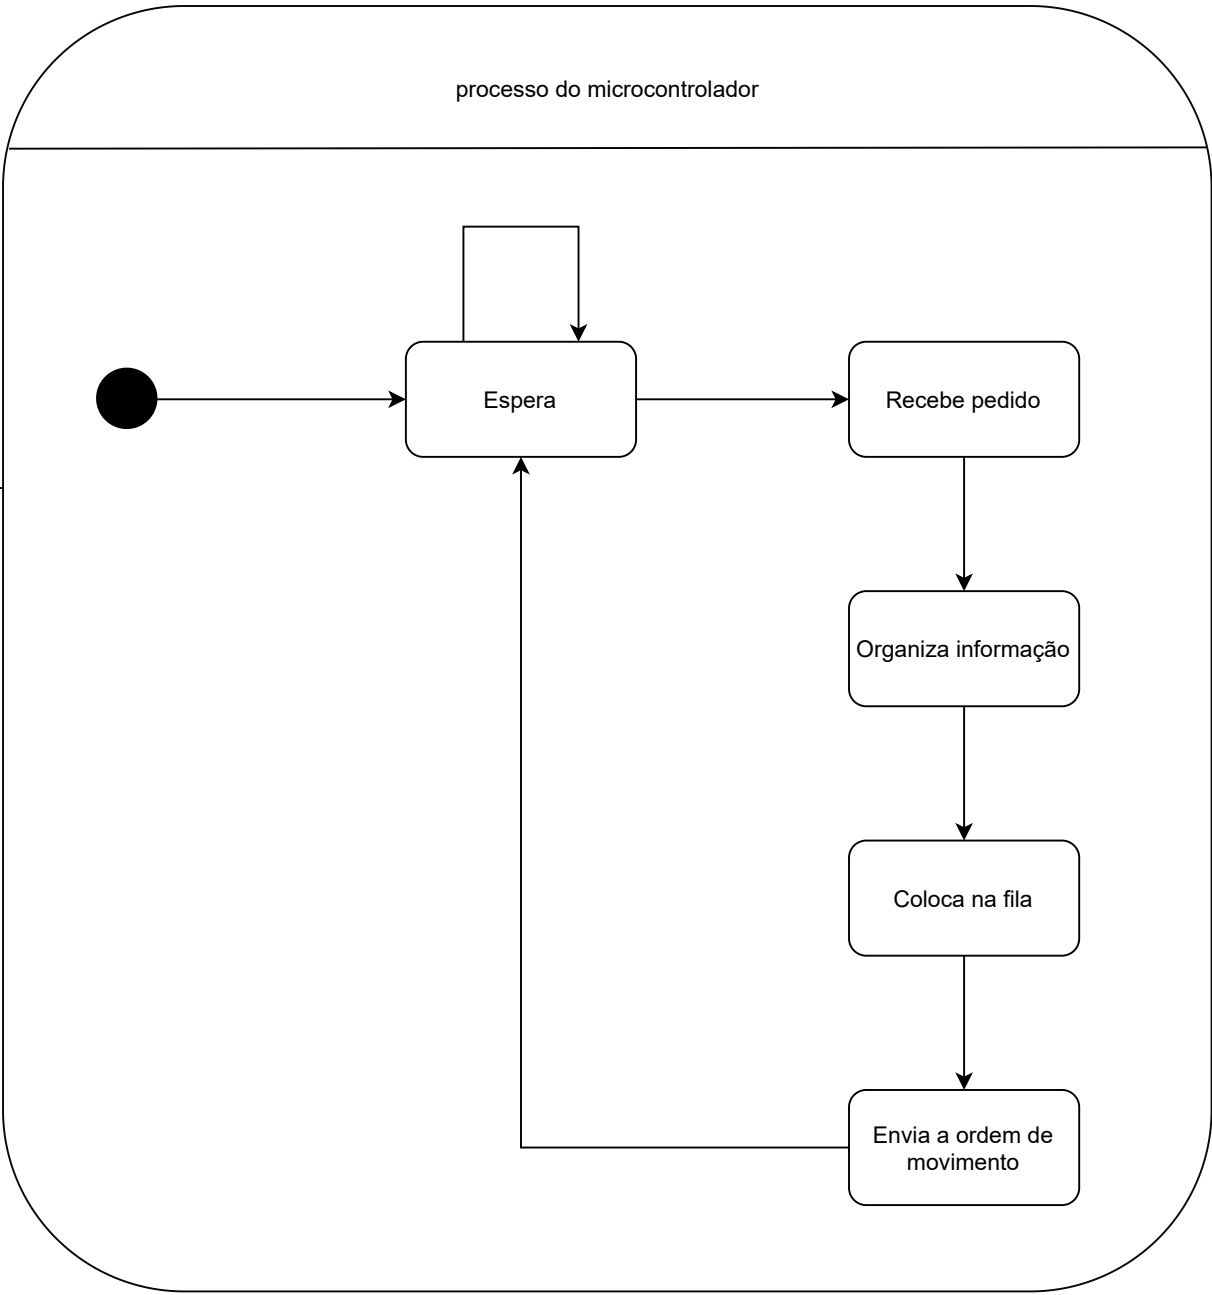 processo do microcontrolador
Espera
Recebe pedido
Organiza informação
Coloca na fila
Envia a ordem de
movimento